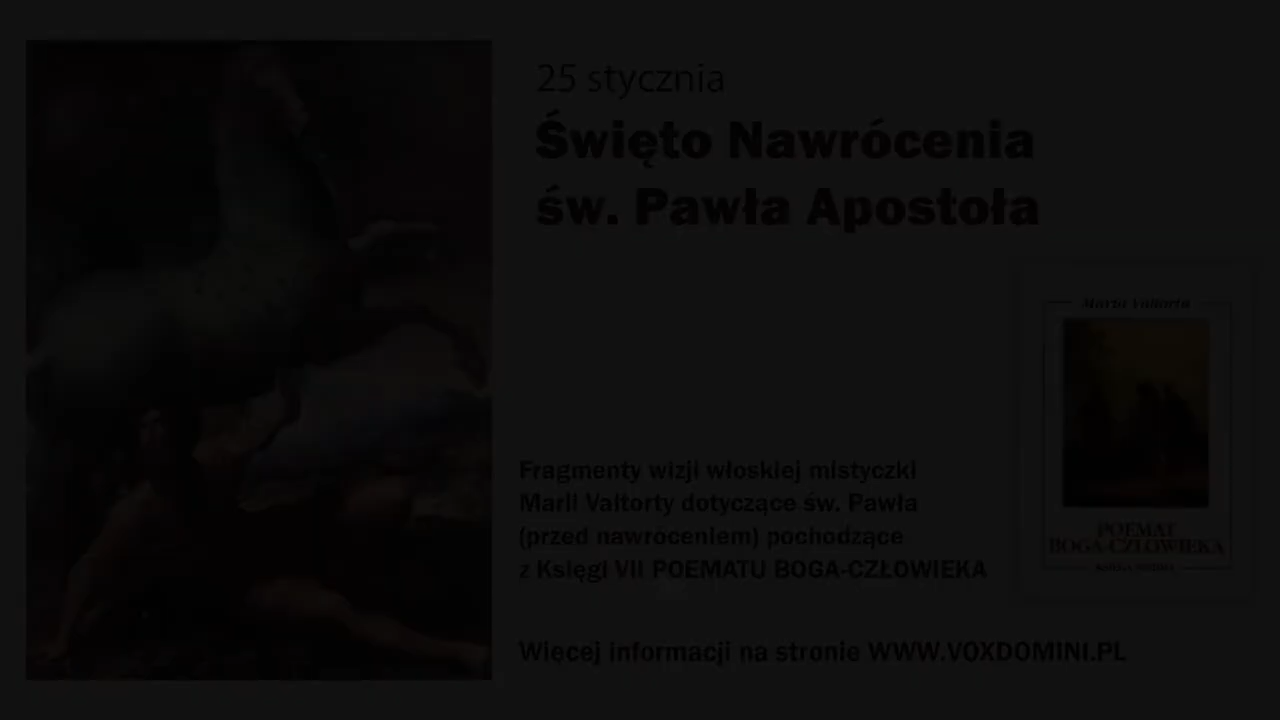 25 stycznia
Święto Nawrócenia
św. Pawła Apostoła
Maria Valtorta
Fragmenty wizji włoskiej mistyczki
Marii Valtorty dotyczące św. Pawła
(przed nawróceniem) pochodzące
z Księgi VII POEMATU BOGA-CZŁOWIEKA
POEMAT
BOGA-CZŁOWIEKA
Więcej informacji na stronie WWW.VOXDOMINI.PL